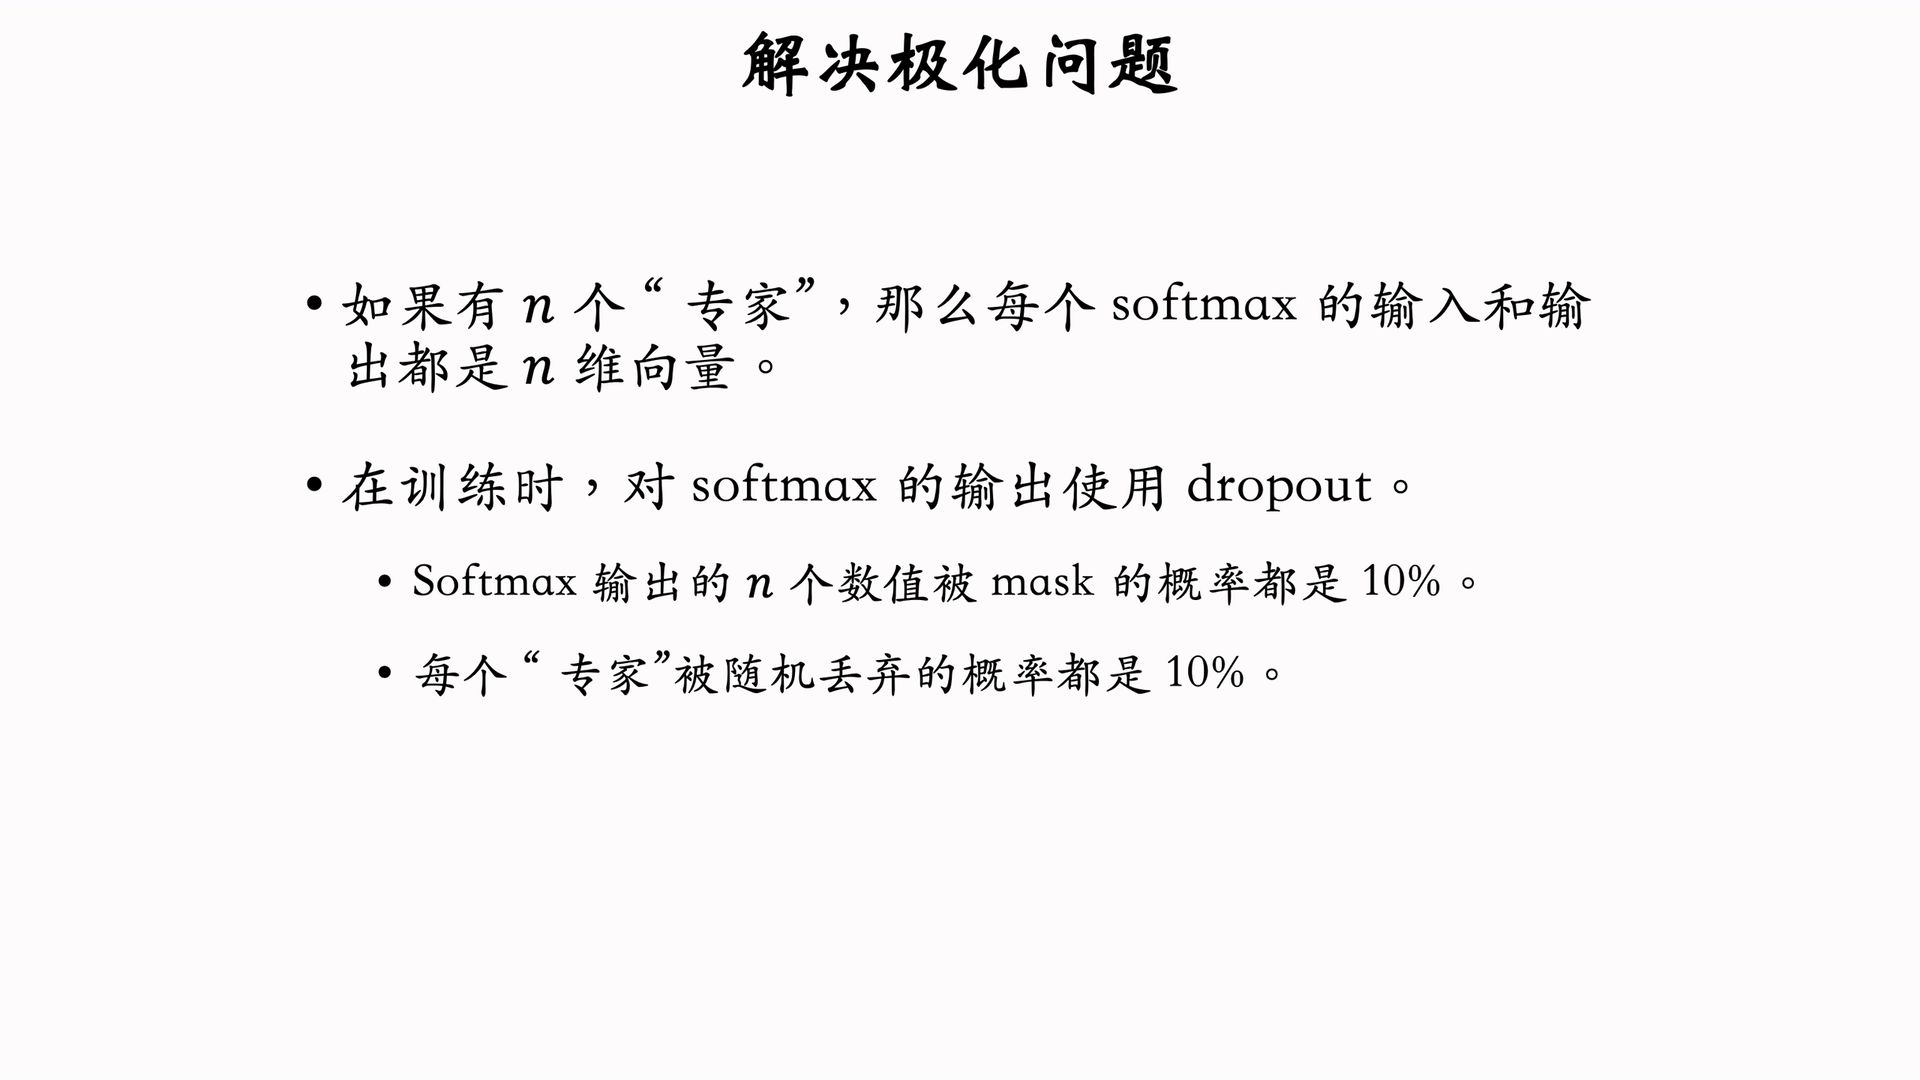 解决极化问题
• 如果有 n 个 “ 专家”，那么每个 softmax 的输入和输
出都是 n 维向量。
• 在训练时，对 softmax 的输出使用 dropout。
• Softmax 输出的 n 个数值被 mask 的概率都是 10%。
• 每个 “ 专家”被随机丢弃的概率都是 10%。